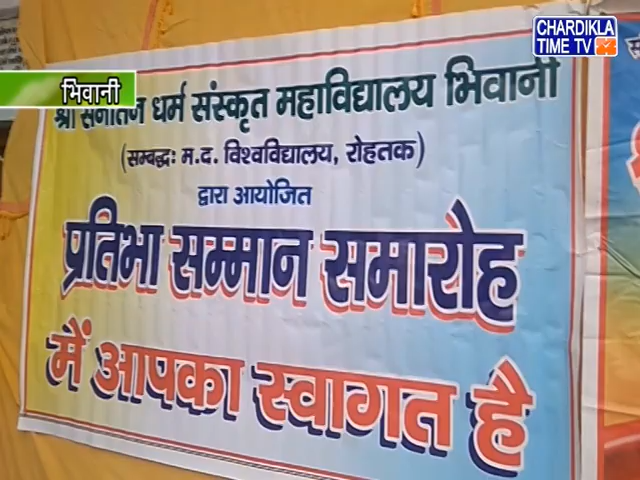 CHARDIKLA
TIME TV 24
भिवानी
श्री सनातन धर्म संस्कृत महाविद्यालय भिवानी
(सम्बद्धः म.द. विश्वविद्यालय, रोहतक)
द्वारा आयोजित
प्रतिभा सम्मान समारोह
में आपका स्वागत है